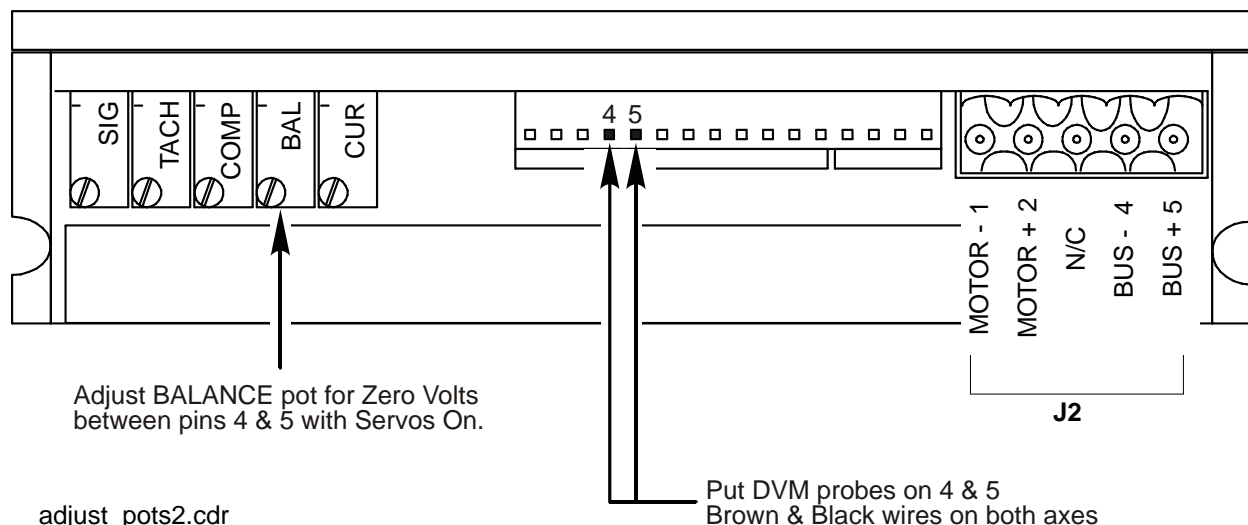 SIG
TACH
COMP
BAL
CUR
4 5
MOTOR - 1
MOTOR + 2
N/C
BUS - 4
BUS + 5
J2
Adjust BALANCE pot for Zero Volts
between pins 4 & 5 with Servos On.
Put DVM probes on 4 & 5
Brown & Black wires on both axes
adjust_pots2.cdr